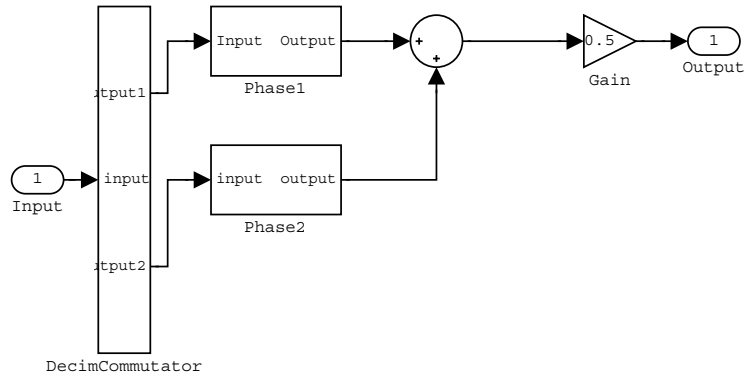 1
Input
utput1
input
utput2
DecimCommutator
Input Output
Phase1
input output
Phase2
+
+
0.5
Gain
1
Output